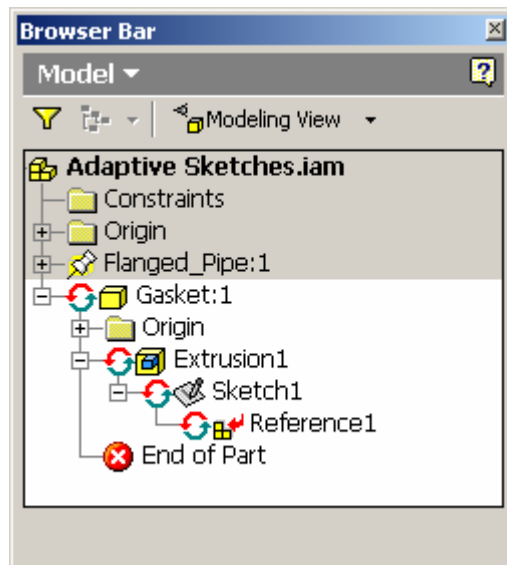 Browser Bar
Model
Modeling View
Adaptive Sketches.iam
Constraints
Origin
Flanged_Pipe:1
Gasket:1
Origin
Extrusion1
Sketch1
Reference1
End of Part